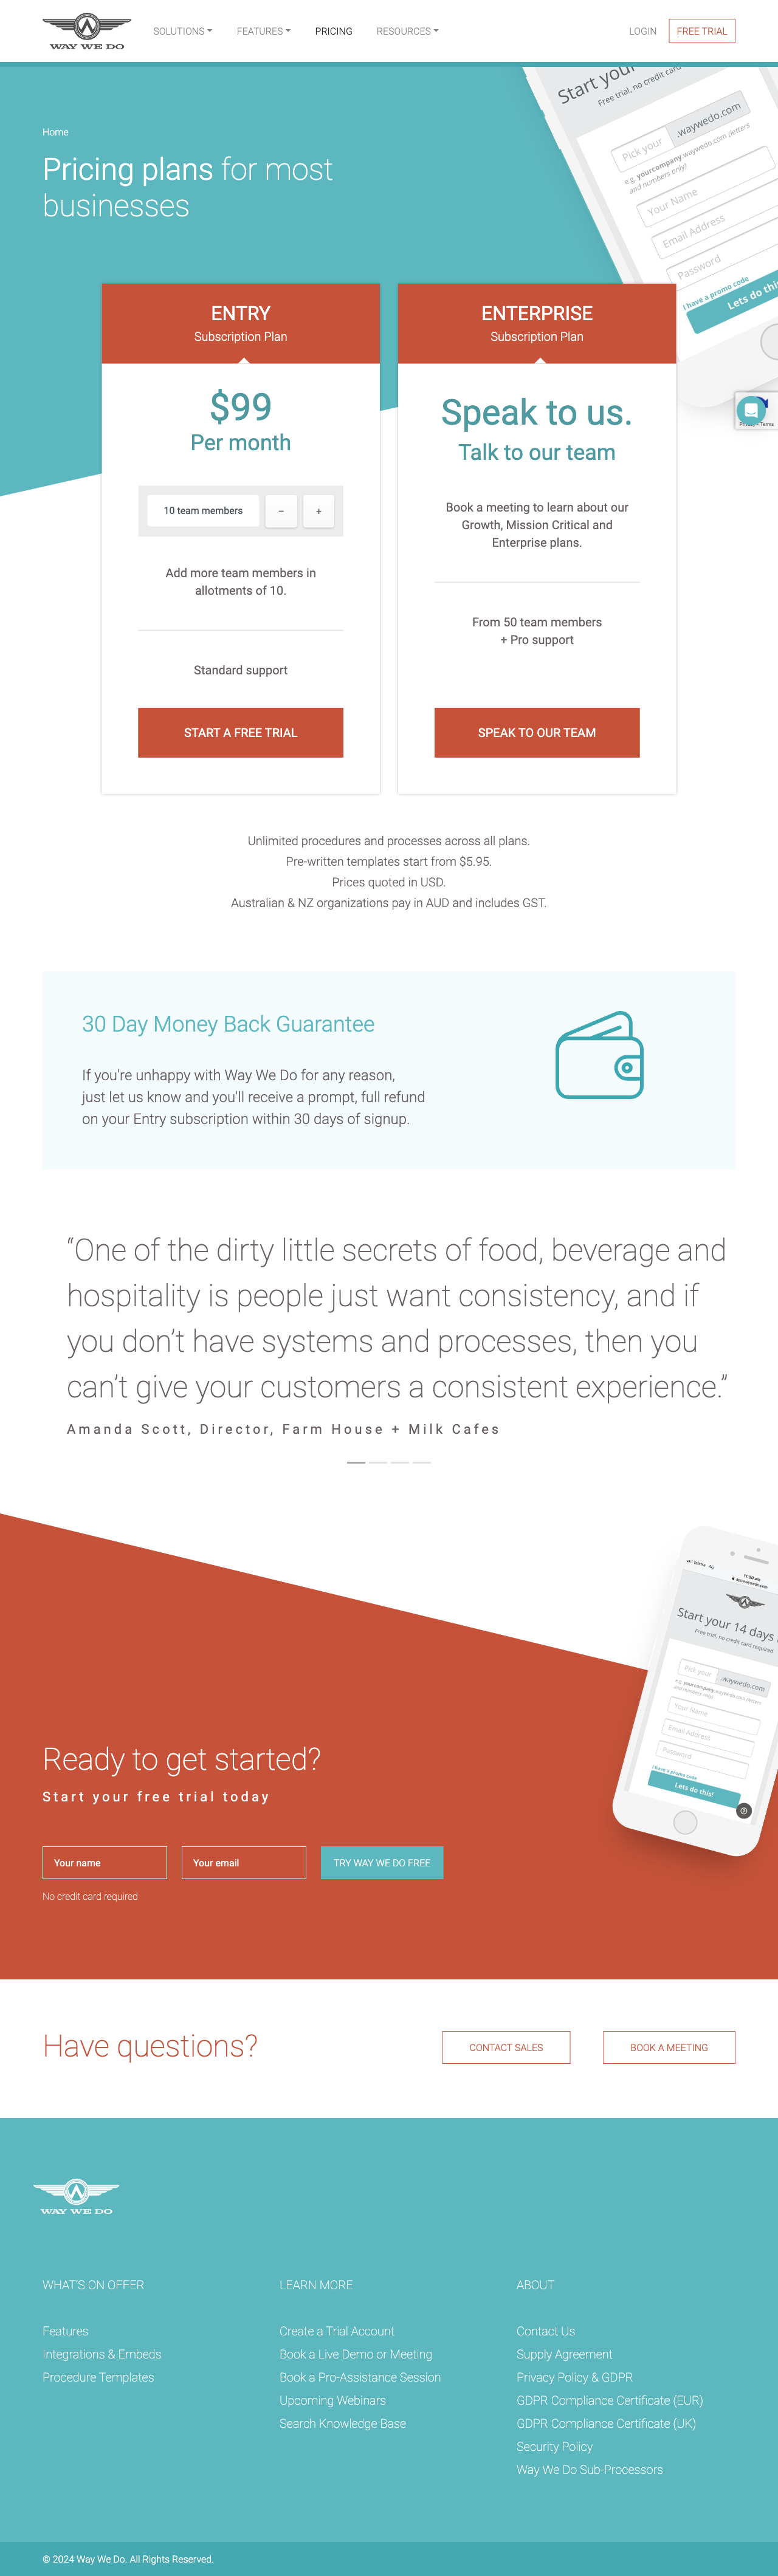 WAY WE DO
SOLUTIONS
FEATURES
PRICING
RESOURCES
LOGIN
FREE TRIAL
Start your
Free trial, no credit card
Pick your
.waywedo.com
e.g. yourcompany.waywedo.com (letters
and numbers only)
Your Name
Email Address
Password
I have a promo code
Lets do this!
Home
Pricing plans for most
businesses
ENTRY
Subscription Plan
$99
Per month
10 team members
−
+
Add more team members in
allotments of 10.
Standard support
START A FREE TRIAL
ENTERPRISE
Subscription Plan
Speak to us.
Talk to our team
Book a meeting to learn about our
Growth, Mission Critical and
Enterprise plans.
From 50 team members
+ Pro support
SPEAK TO OUR TEAM
Terms
Unlimited procedures and processes across all plans.
Pre-written templates start from $5.95.
Prices quoted in USD.
Australian & NZ organizations pay in AUD and includes GST.
30 Day Money Back Guarantee
If you're unhappy with Way We Do for any reason,
just let us know and you'll receive a prompt, full refund
on your Entry subscription within 30 days of signup.
“One of the dirty little secrets of food, beverage and
hospitality is people just want consistency, and if
you don’t have systems and processes, then you
can’t give your customers a consistent experience.”
Amanda Scott, Director, Farm House + Milk Cafes
Telstra 4G
11:50 am
Start your 14 days
Free trial, no credit card required
Pick your
.waywedo.com
e.g. yourcompany.waywedo.com (letters
and numbers only)
Your Name
Email Address
Password
I have a promo code
Lets do this!
Ready to get started?
Start your free trial today
Your name
Your email
TRY WAY WE DO FREE
No credit card required
Have questions?
CONTACT SALES
BOOK A MEETING
WAY WE DO
WHAT'S ON OFFER
Features
Integrations & Embeds
Procedure Templates
LEARN MORE
Create a Trial Account
Book a Live Demo or Meeting
Book a Pro-Assistance Session
Upcoming Webinars
Search Knowledge Base
ABOUT
Contact Us
Supply Agreement
Privacy Policy & GDPR
GDPR Compliance Certificate (EUR)
GDPR Compliance Certificate (UK)
Security Policy
Way We Do Sub-Processors
© 2024 Way We Do. All Rights Reserved.